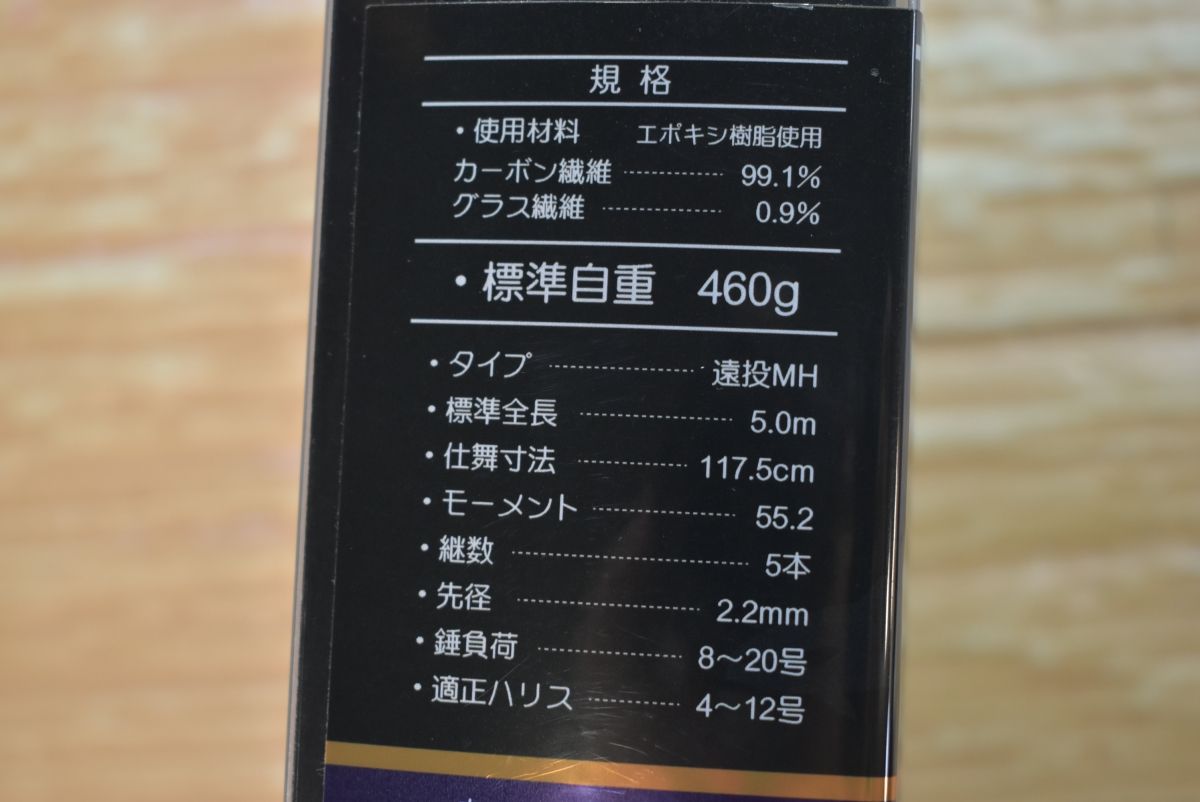 規格
・使用材料 エポキシ樹脂使用
カーボン繊維 99.1%
グラス繊維 0.9%
・標準自重 460g
・タイプ 遠投MH
・標準全長 5.0m
・仕舞寸法 117.5cm
・モーメント 55.2
・継数 5本
・先径 2.2mm
・錘負荷 8～20号
・適正ハリス 4～12号